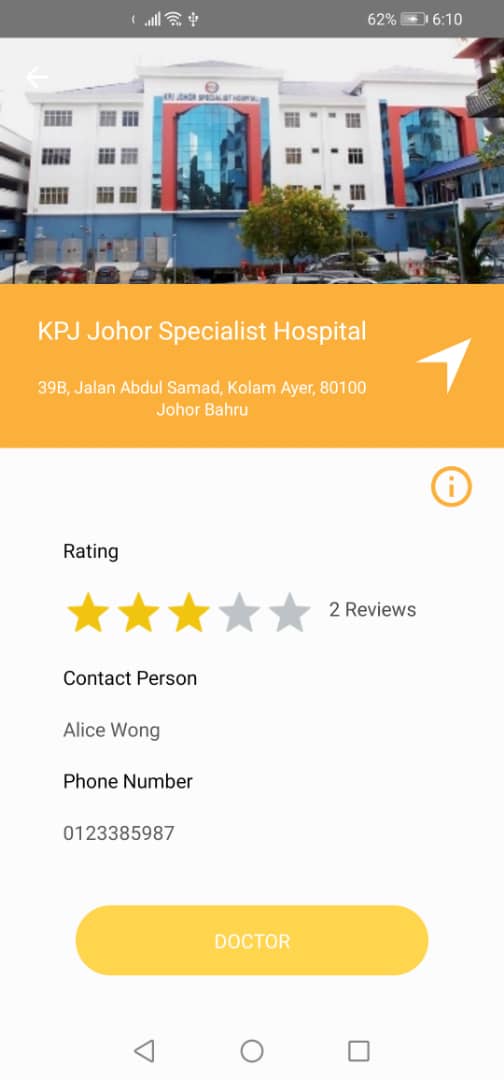 62% 6:10
KPJ JOHOR SPECIALIST HOSPITAL
KPJ Johor Specialist Hospital
39B, Jalan Abdul Samad, Kolam Ayer, 80100
Johor Bahru
Rating
2 Reviews
Contact Person
Alice Wong
Phone Number
0123385987
DOCTOR